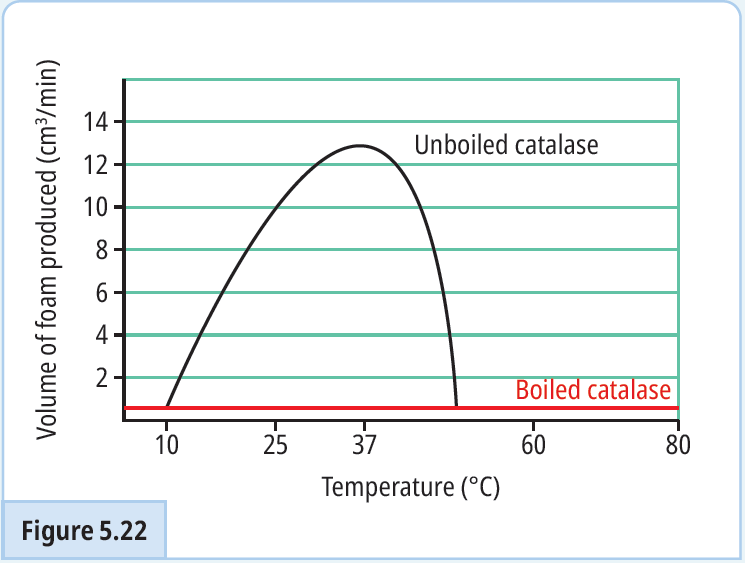 Volume of foam produced (cm³/min)
14
12
10
8
6
4
2
Unboiled catalase
Boiled catalase
10 25 37 60 80
Temperature (°C)
Figure 5.22